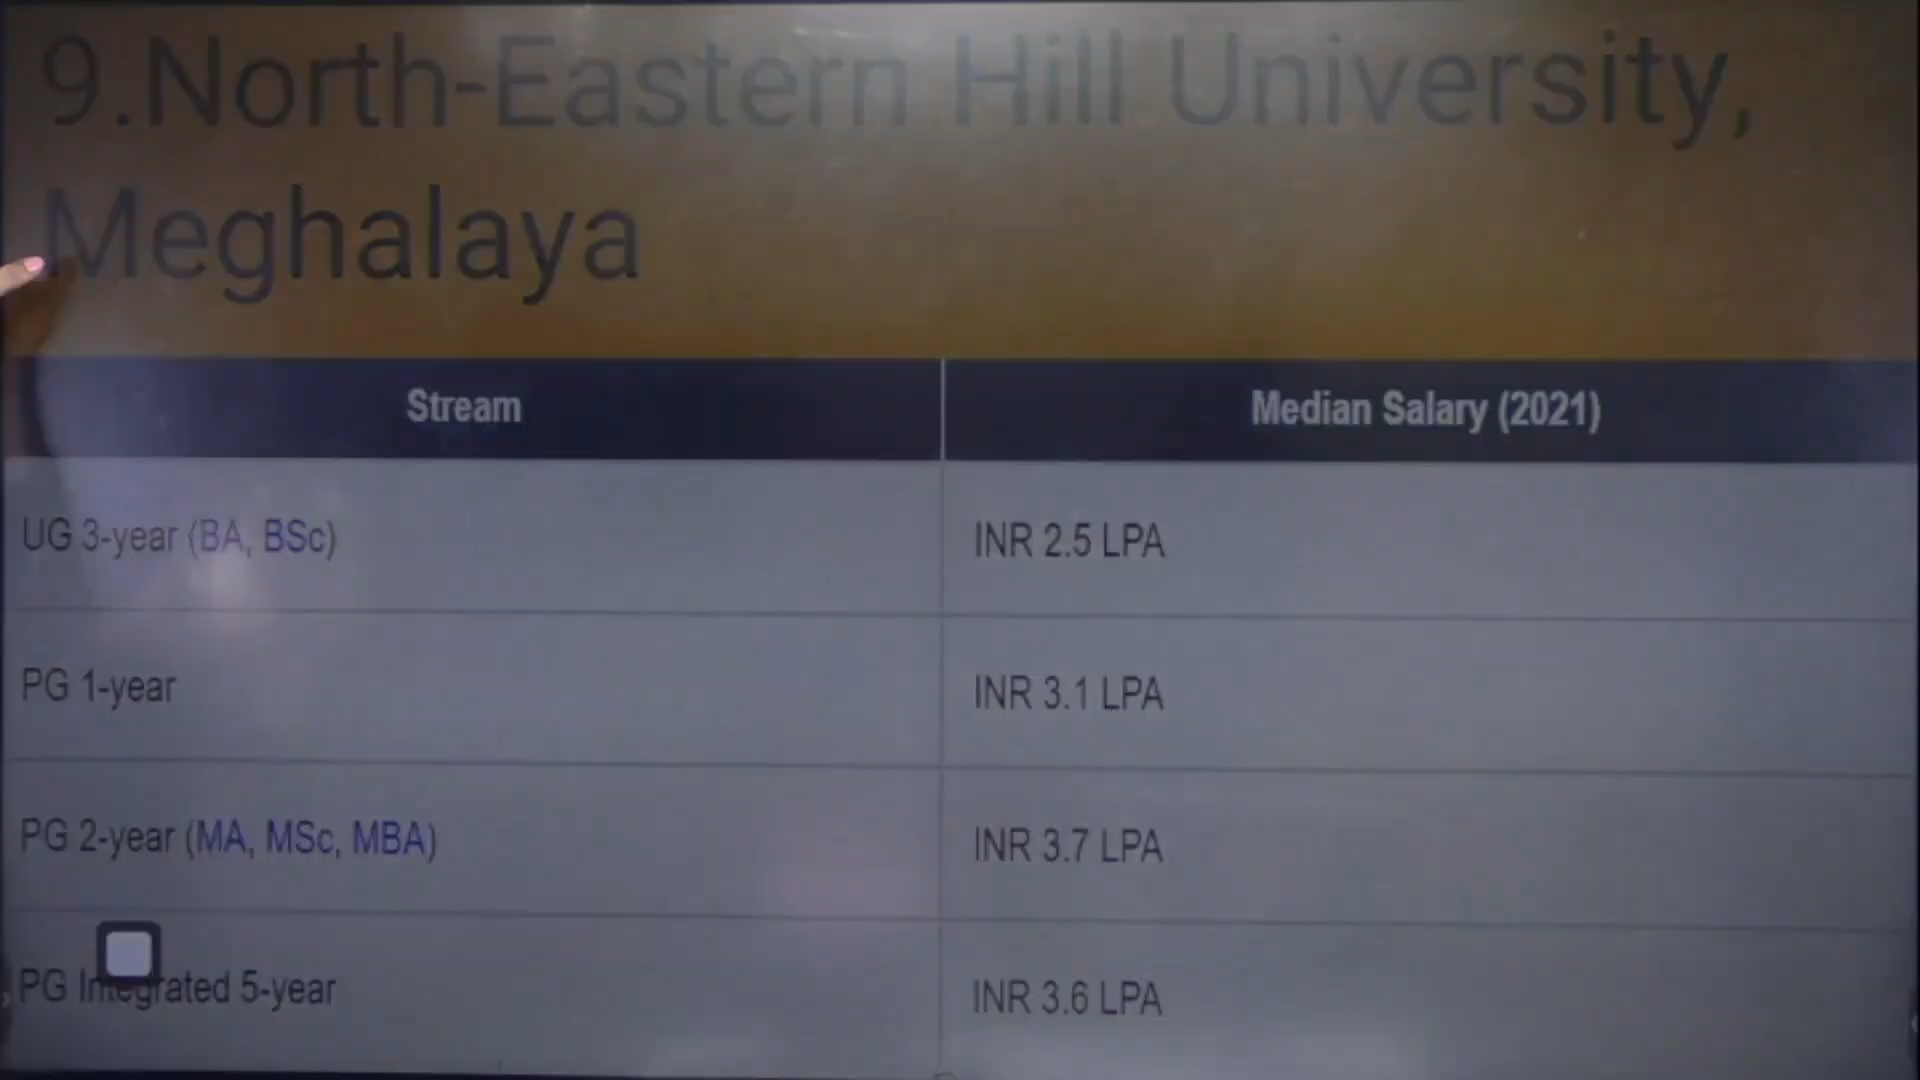 9.North-Eastern Hill University,
Meghalaya
Stream Median Salary (2021)
UG 3-year (BA, BSc) INR 2.5 LPA
PG 1-year INR 3.1 LPA
PG 2-year (MA, MSc, MBA) INR 3.7 LPA
PG Integrated 5-year INR 3.6 LPA